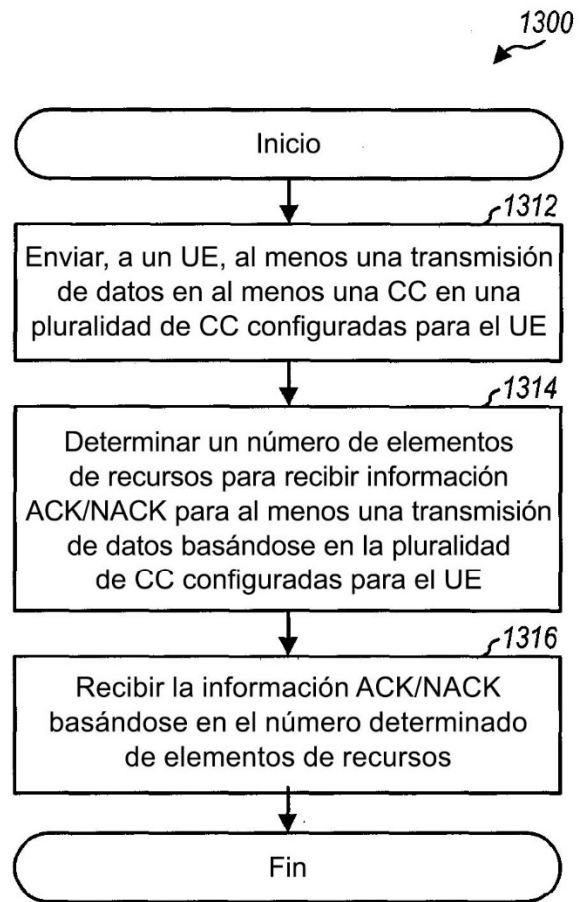 1300
Inicio
1312
Enviar, a un UE, al menos una transmisión
de datos en al menos una CC en una
pluralidad de CC configuradas para el UE
1314
Determinar un número de elementos
de recursos para recibir información
ACK/NACK para al menos una transmisión
de datos basándose en la pluralidad
de CC configuradas para el UE
1316
Recibir la información ACK/NACK
basándose en el número determinado
de elementos de recursos
Fin